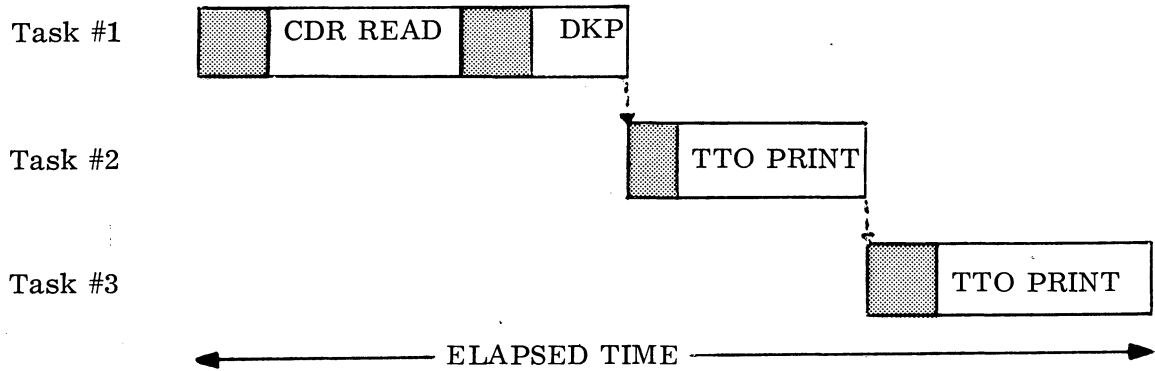 Task #1
CDR READ
DKP
Task #2
TTO PRINT
Task #3
TTO PRINT
ELAPSED TIME